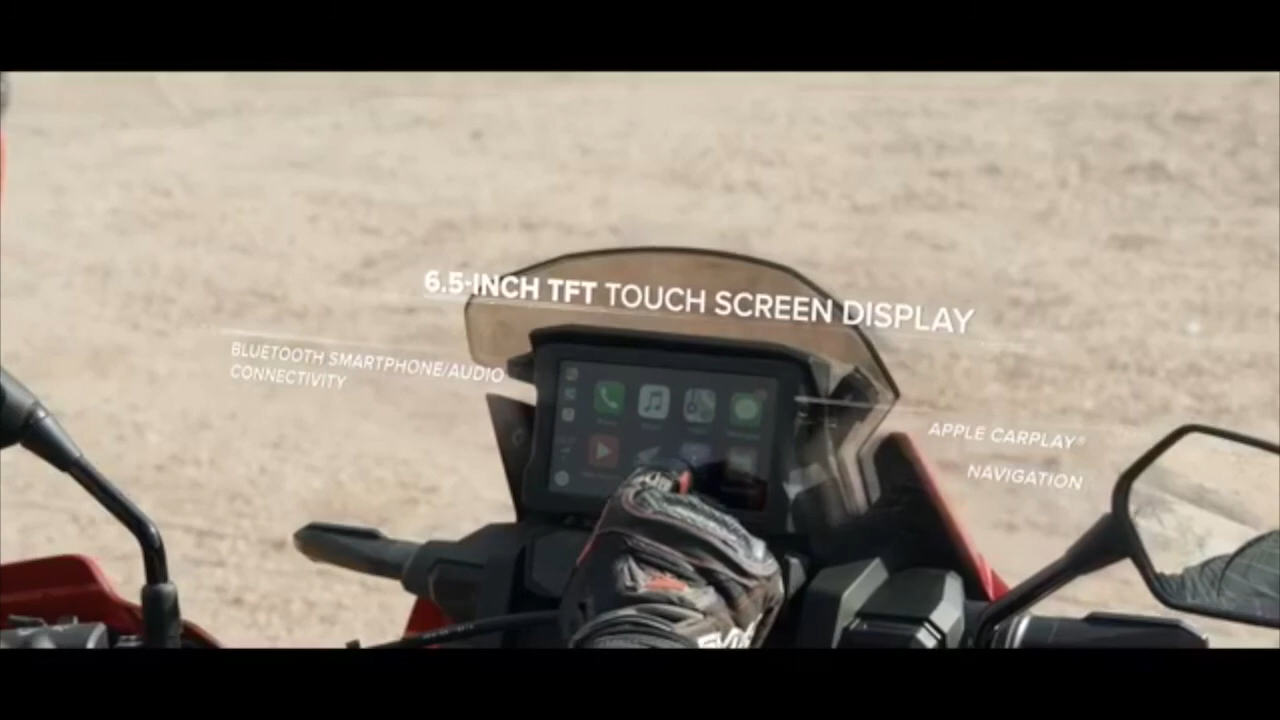 6.5-INCH TFT TOUCH SCREEN DISPLAY
BLUETOOTH SMARTPHONE/AUDIO
CONNECTIVITY
APPLE CARPLAY®
NAVIGATION